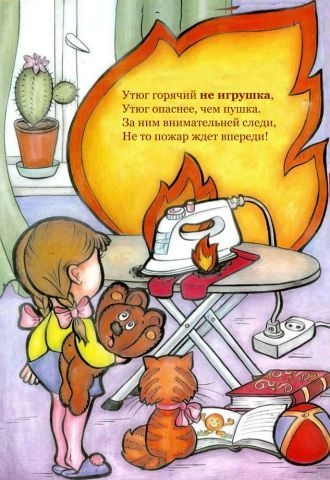 Утюг горячий не игрушка,
Утюг опаснее, чем пушка.
За ним внимательней следи,
Не то пожар ждет впереди!